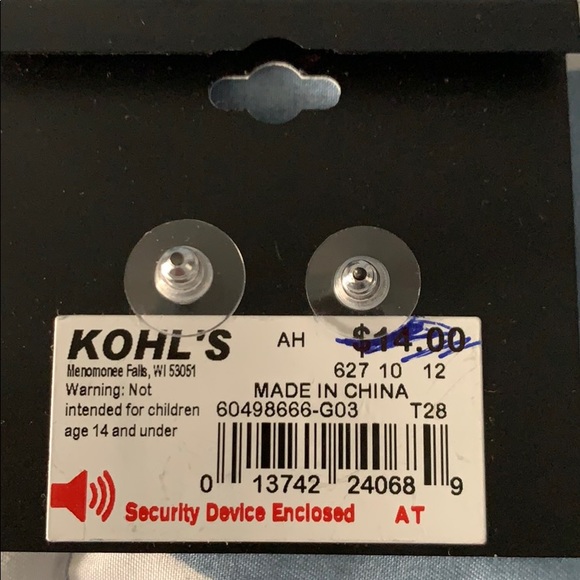 KOHL'S AH $14.00
Menomonee Falls, WI 53051 627 10 12
Warning: Not MADE IN CHINA
intended for children 60498666-G03 T28
age 14 and under
0 13742 24068 9
Security Device Enclosed AT